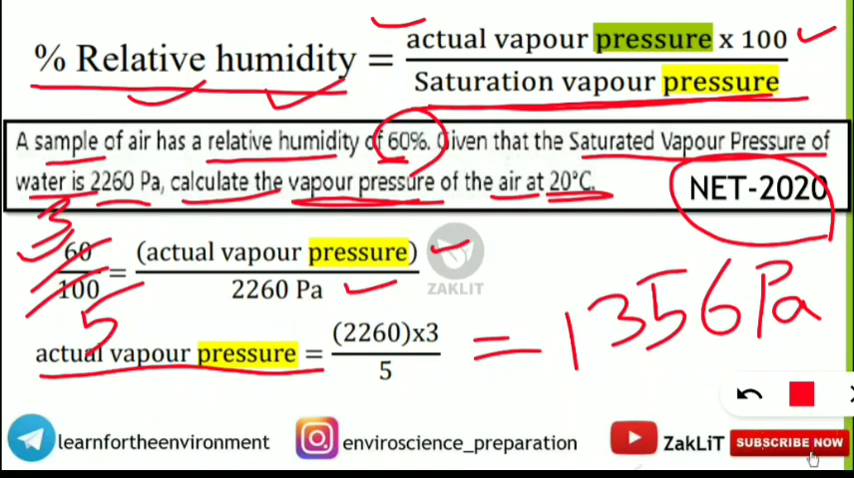 % Relative humidity = actual vapour pressure x 100
Saturation vapour pressure
A sample of air has a relative humidity of 60%. Given that the Saturated Vapour Pressure of
water is 2260 Pa, calculate the vapour pressure of the air at 20°C.
NET-2020
3
60
100
5
= (actual vapour pressure)
2260 Pa
ZAKLIT
actual vapour pressure = (2260)x3
5
= 1356 Pa
learnfortheenvironment
enviroscience_preparation
ZakLiT
SUBSCRIBE NOW